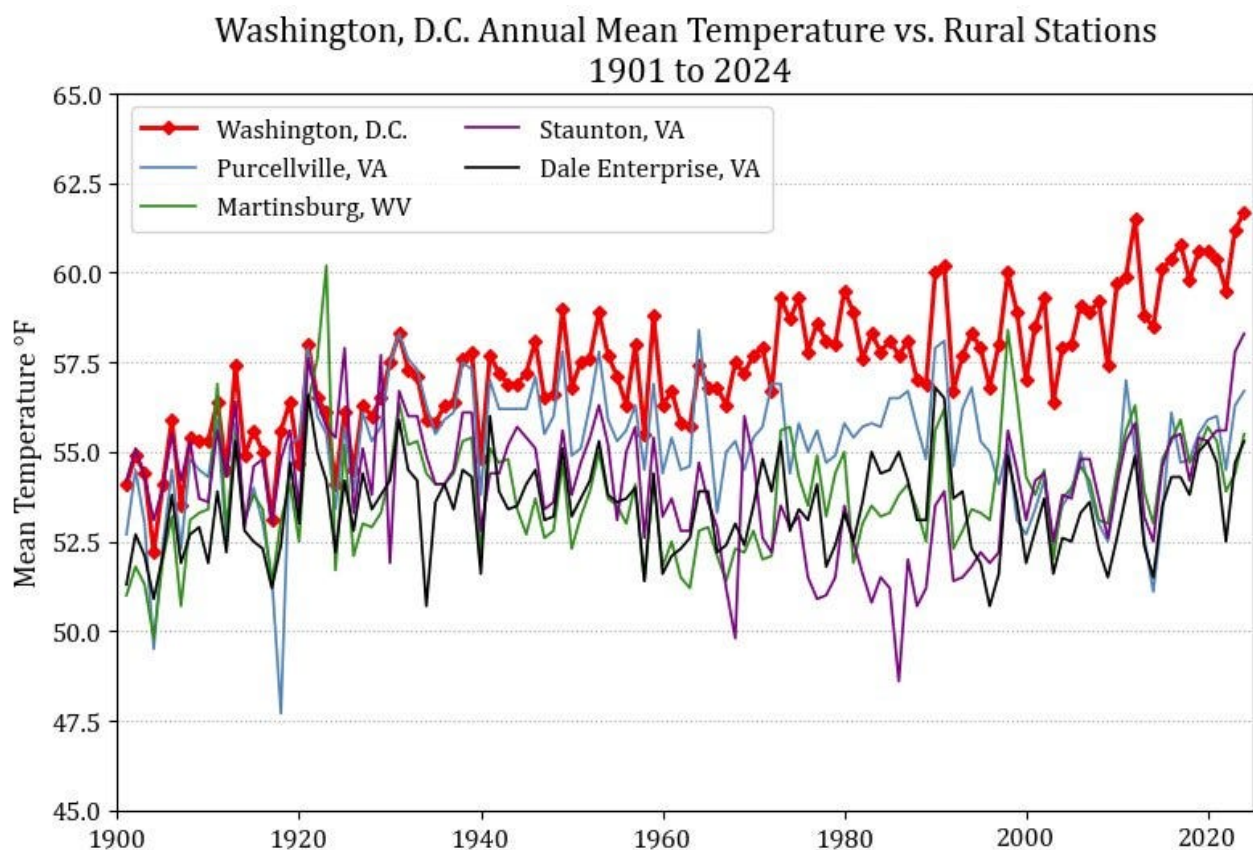 Washington, D.C. Annual Mean Temperature vs. Rural Stations
1901 to 2024
65.0
62.5
60.0
57.5
55.0
52.5
50.0
47.5
45.0
Mean Temperature °F
Washington, D.C.
Purcellville, VA
Martinsburg, WV
Staunton, VA
Dale Enterprise, VA
1900 1920 1940 1960 1980 2000 2020